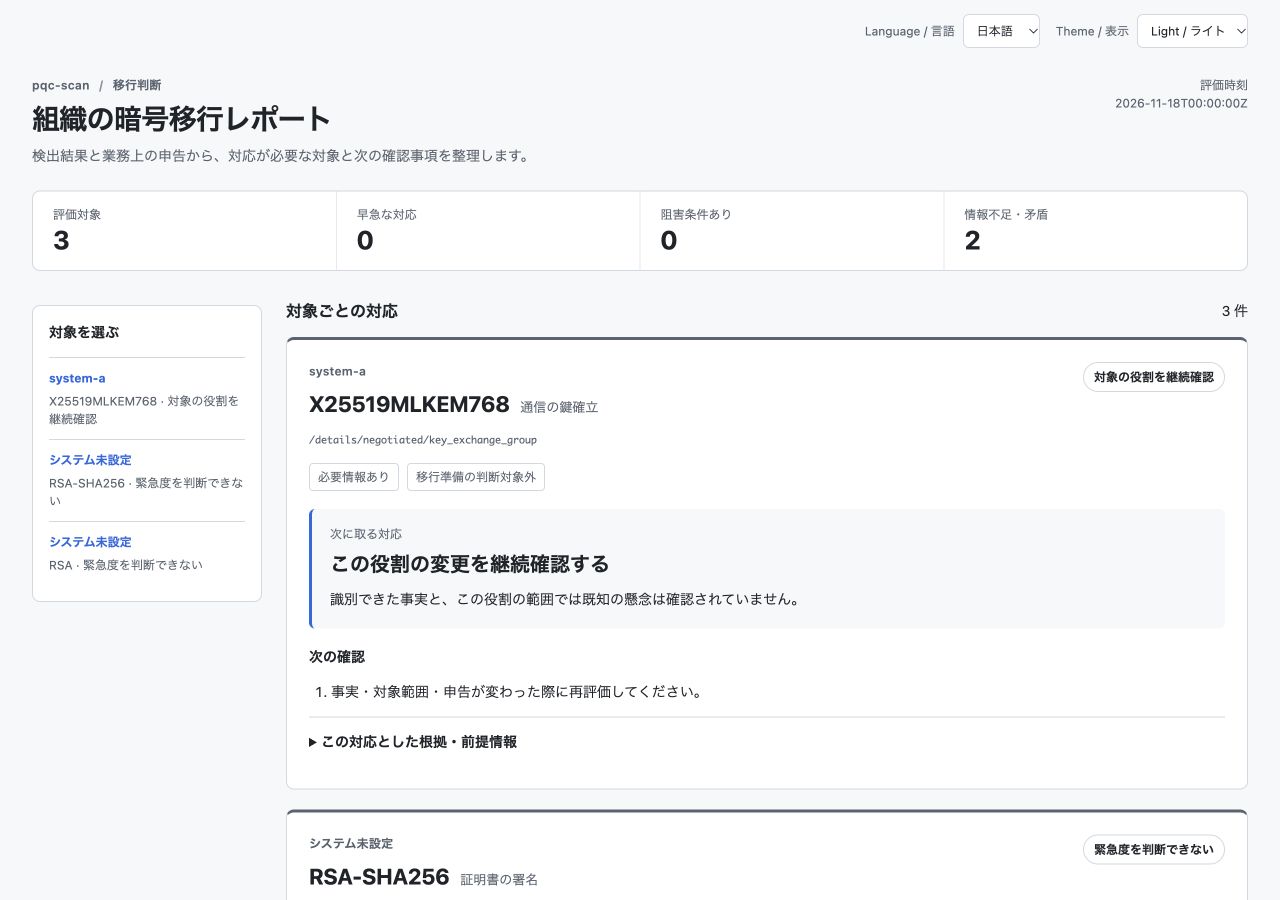 Language / 言語 日本語 Theme / 表示 Light / ライト
pqc-scan / 移行判断
評価時刻
組織の暗号移行レポート
2026-11-18T00:00:00Z
検出結果と業務上の申告から、対応が必要な対象と次の確認事項を整理します。
評価対象
3
早急な対応
0
阻害条件あり
0
情報不足・矛盾
2
対象を選ぶ
system-a
X25519MLKEM768 · 対象の役割を
継続確認
システム未設定
RSA-SHA256 · 緊急度を判断できな
い
システム未設定
RSA · 緊急度を判断できない
対象ごとの対応
3 件
system-a
対象の役割を継続確認
X25519MLKEM768 通信の鍵確立
/details/negotiated/key_exchange_group
必要情報あり 移行準備の判断対象外
次に取る対応
この役割の変更を継続確認する
識別できた事実と、この役割の範囲では既知の懸念は確認されていません。
次の確認
1. 事実・対象範囲・申告が変わった際に再評価してください。
この対応とした根拠・前提情報
システム未設定
緊急度を判断できない
RSA-SHA256 証明書の署名